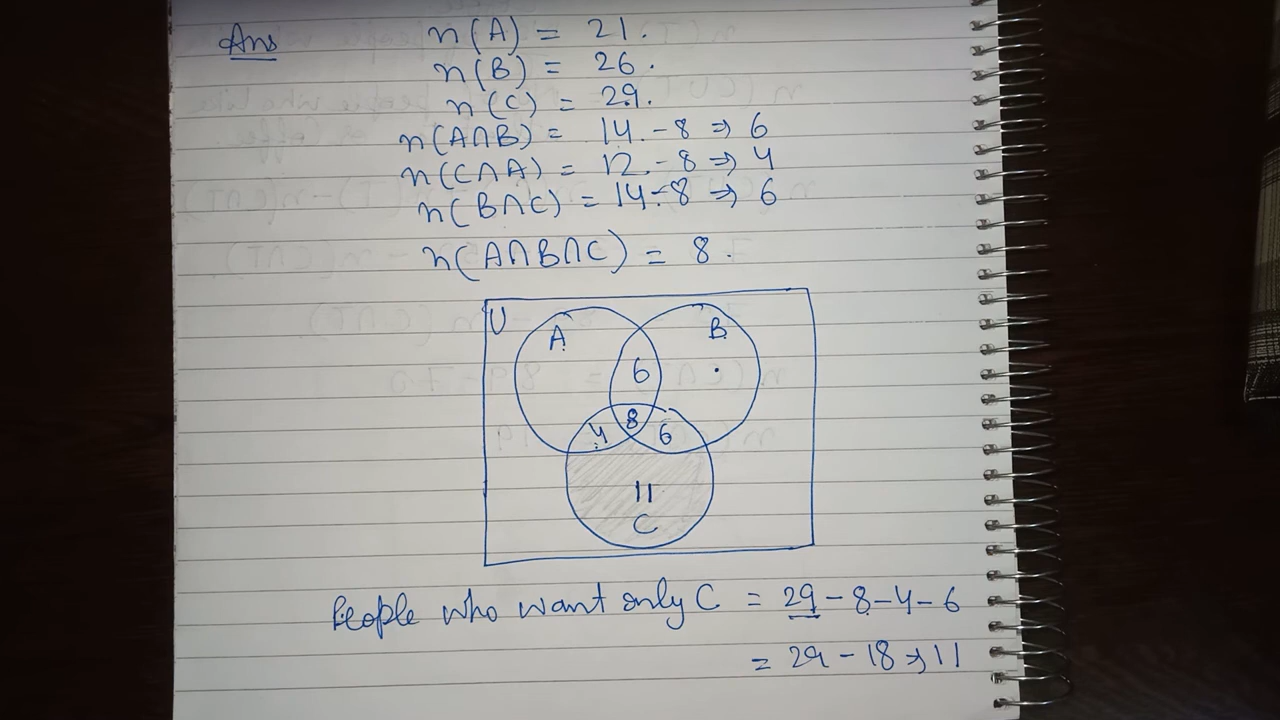 Ans n(A) = 21.
n(B) = 26.
n(C) = 29.
n(A∩B) = 14 - 8 ⇒ 6
n(C∩A) = 12 - 8 ⇒ 4
n(B∩C) = 14 - 8 ⇒ 6
n(A∩B∩C) = 8.
U
A B
6
4 8 6
11
C
People who want only C = 29 - 8 - 4 - 6
= 29 - 18 ⇒ 11